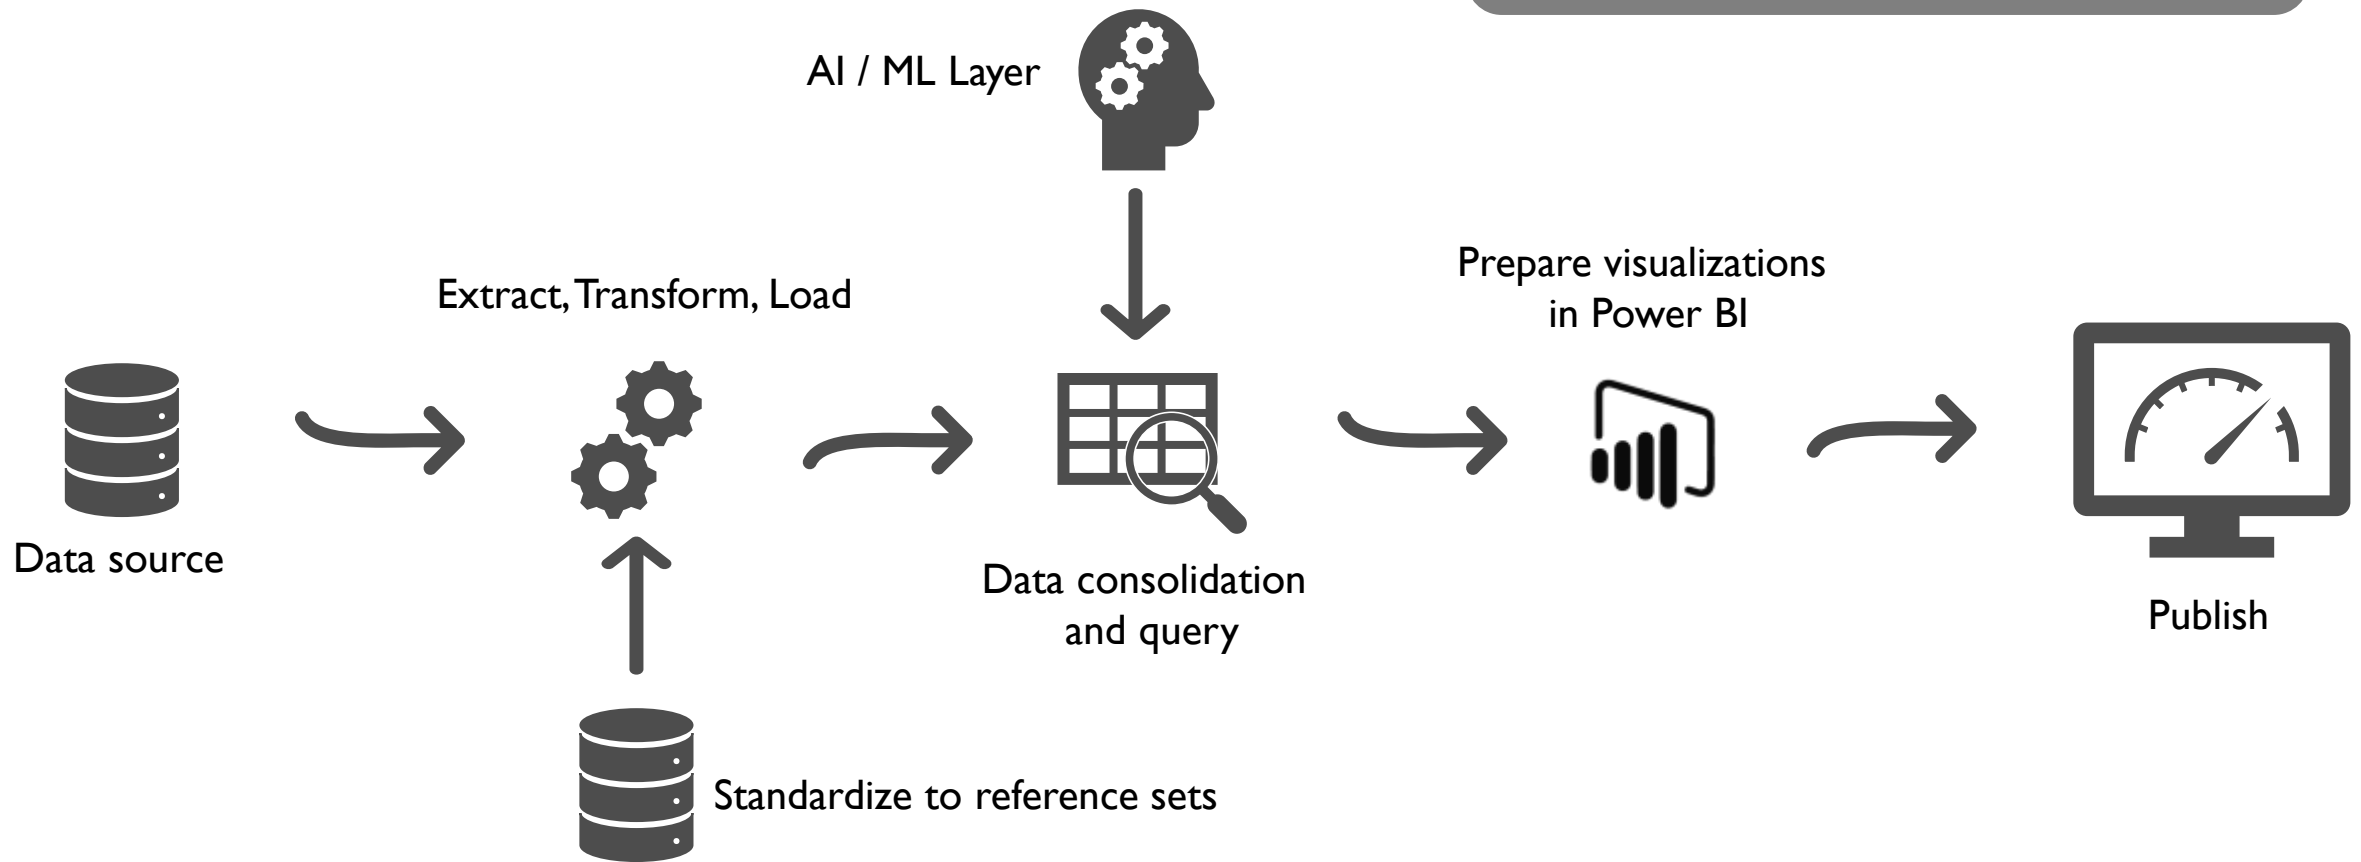 AI / ML Layer
Prepare visualizations
in Power BI
Extract, Transform, Load
Data source
Data consolidation
and query
Publish
Standardize to reference sets